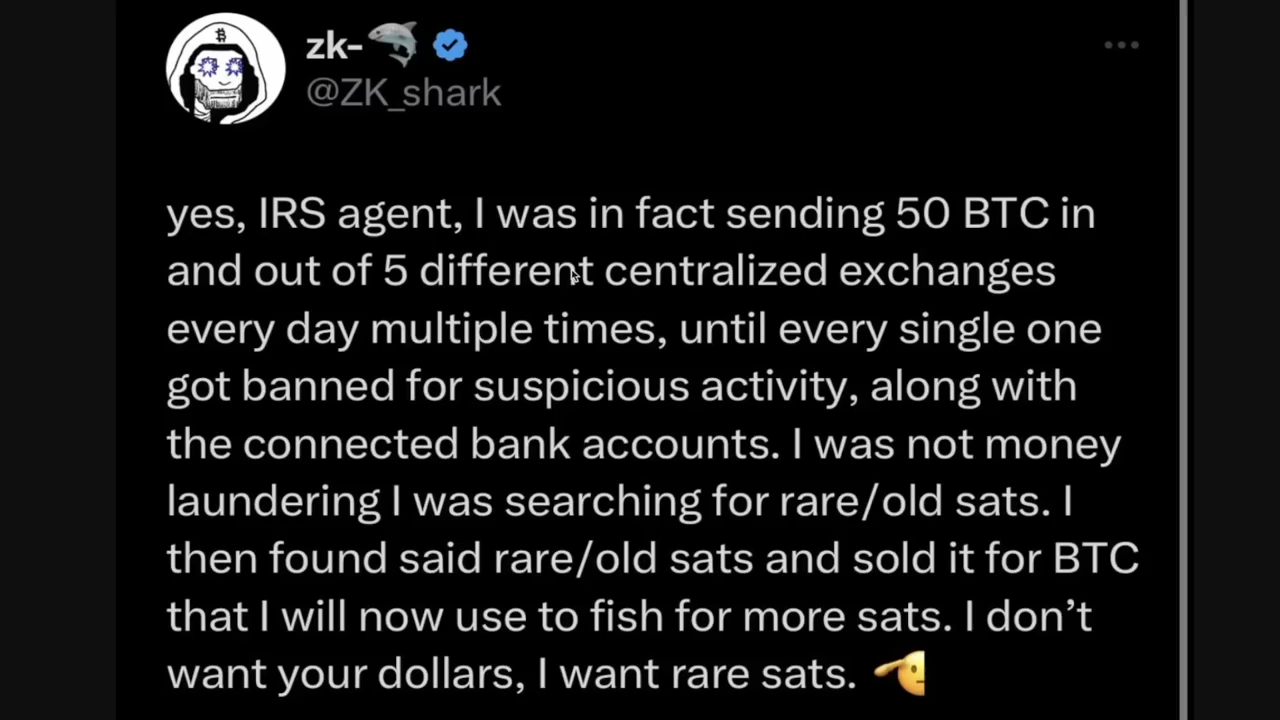 zk-🦈
@ZK_shark
yes, IRS agent, I was in fact sending 50 BTC in
and out of 5 different centralized exchanges
every day multiple times, until every single one
got banned for suspicious activity, along with
the connected bank accounts. I was not money
laundering I was searching for rare/old sats. I
then found said rare/old sats and sold it for BTC
that I will now use to fish for more sats. I don’t
want your dollars, I want rare sats.